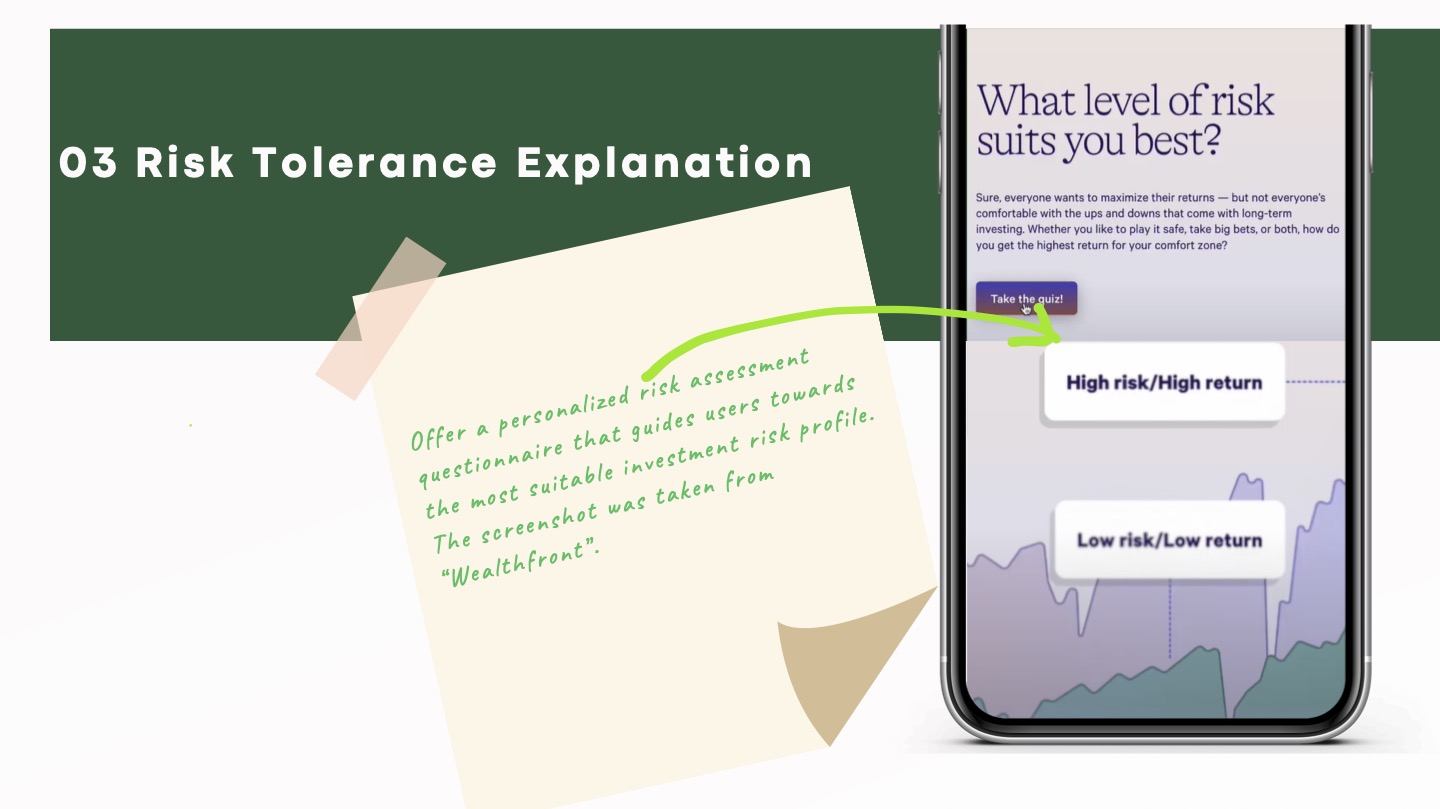 03 Risk Tolerance Explanation
Offer a personalized risk assessment
questionnaire that guides users towards
the most suitable investment risk profile.
The screenshot was taken from
“Wealthfront”.
What level of risk
suits you best?
Sure, everyone wants to maximize their returns — but not everyone’s
comfortable with the ups and downs that come with long-term
investing. Whether you like to play it safe, take big bets, or both, how do
you get the highest return for your comfort zone?
Take the quiz!
High risk/High return
Low risk/Low return